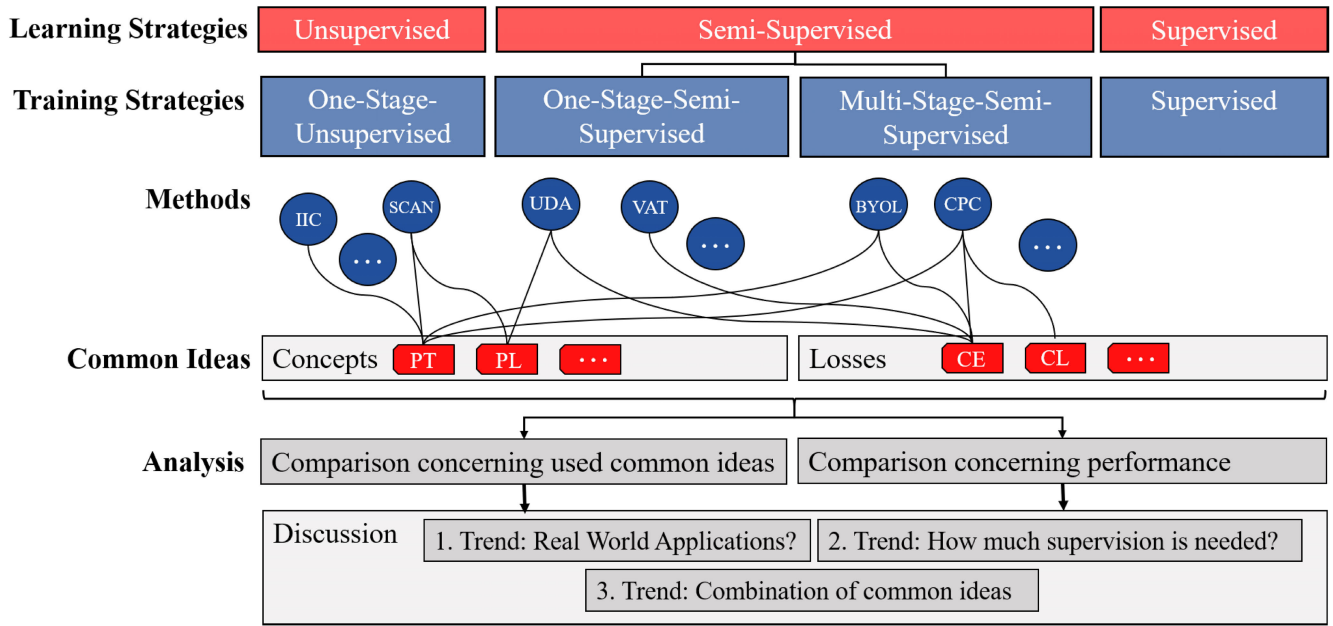 Learning Strategies
Unsupervised
Semi-Supervised
Supervised
Training Strategies
One-Stage-
Unsupervised
One-Stage-Semi-
Supervised
Multi-Stage-Semi-
Supervised
Supervised
Methods
IIC
...
SCAN
UDA
VAT
...
BYOL
CPC
...
Common Ideas
Concepts
PT
PL
...
Losses
CE
CL
...
Analysis
Comparison concerning used common ideas
Comparison concerning performance
Discussion
1. Trend: Real World Applications?
2. Trend: How much supervision is needed?
3. Trend: Combination of common ideas